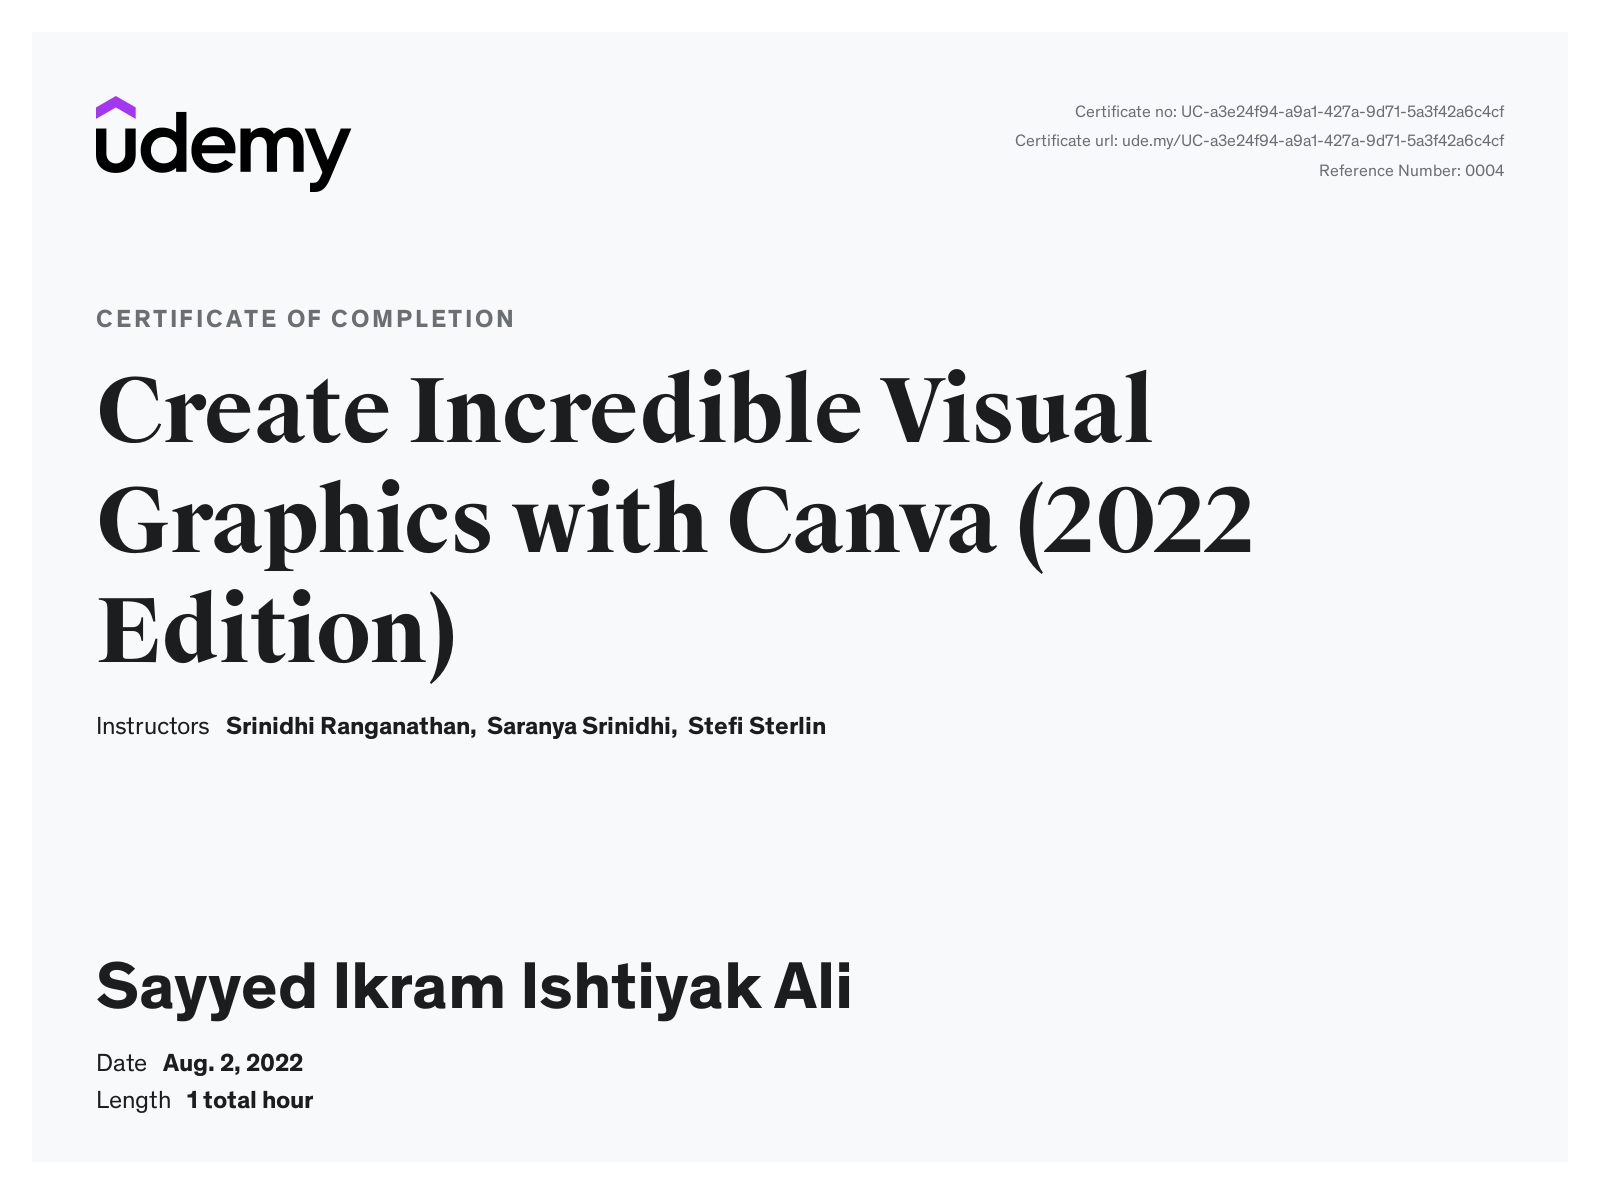 udemy
Certificate no: UC-a3e24f94-a9a1-427a-9d71-5a3f42a6c4cf
Certificate url: ude.my/UC-a3e24f94-a9a1-427a-9d71-5a3f42a6c4cf
Reference Number: 0004
CERTIFICATE OF COMPLETION
Create Incredible Visual
Graphics with Canva (2022
Edition)
Instructors Srinidhi Ranganathan, Saranya Srinidhi, Stefi Sterlin
Sayyed Ikram Ishtiyak Ali
Date Aug. 2, 2022
Length 1 total hour